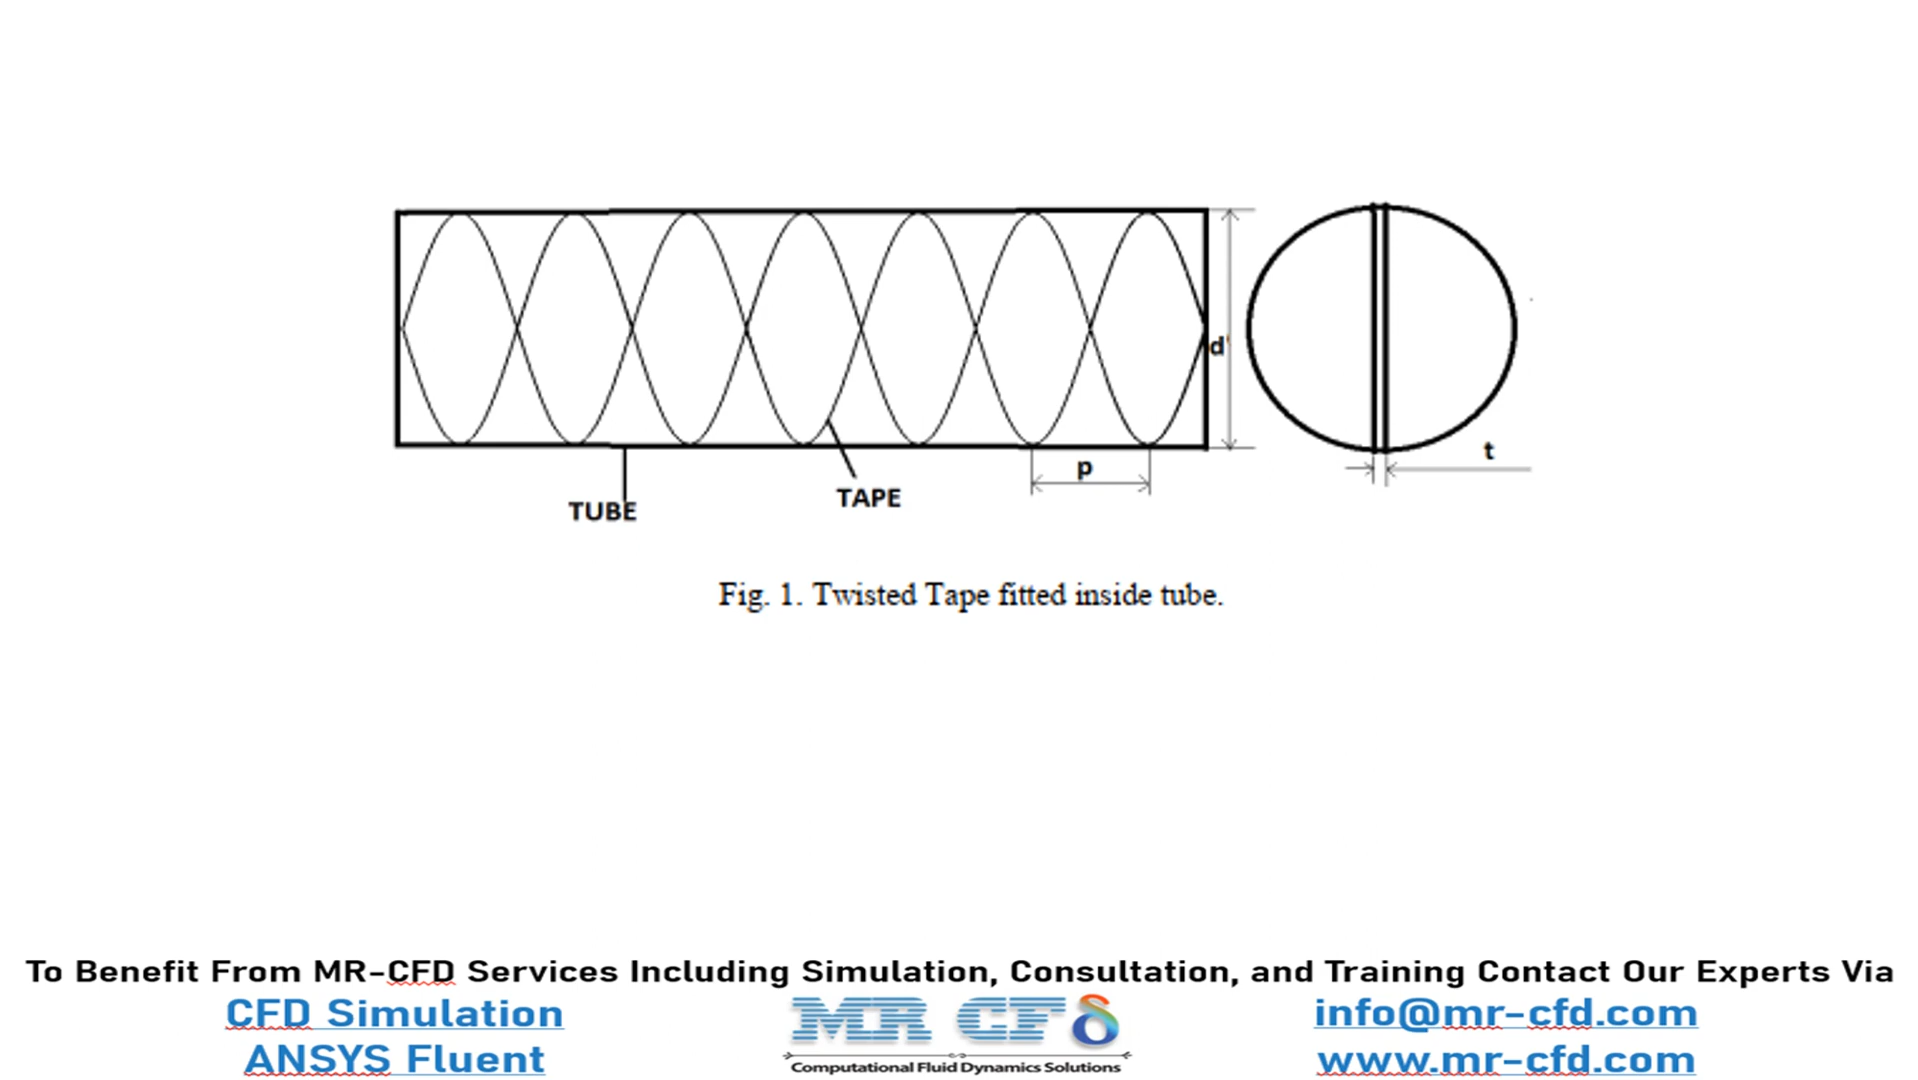 d
p
t
TUBE
TAPE
Fig. 1. Twisted Tape fitted inside tube.
To Benefit From MR-CFD Services Including Simulation, Consultation, and Training Contact Our Experts Via
CFD Simulation
ANSYS Fluent
MR CFδ
Computational Fluid Dynamics Solutions
info@mr-cfd.com
www.mr-cfd.com